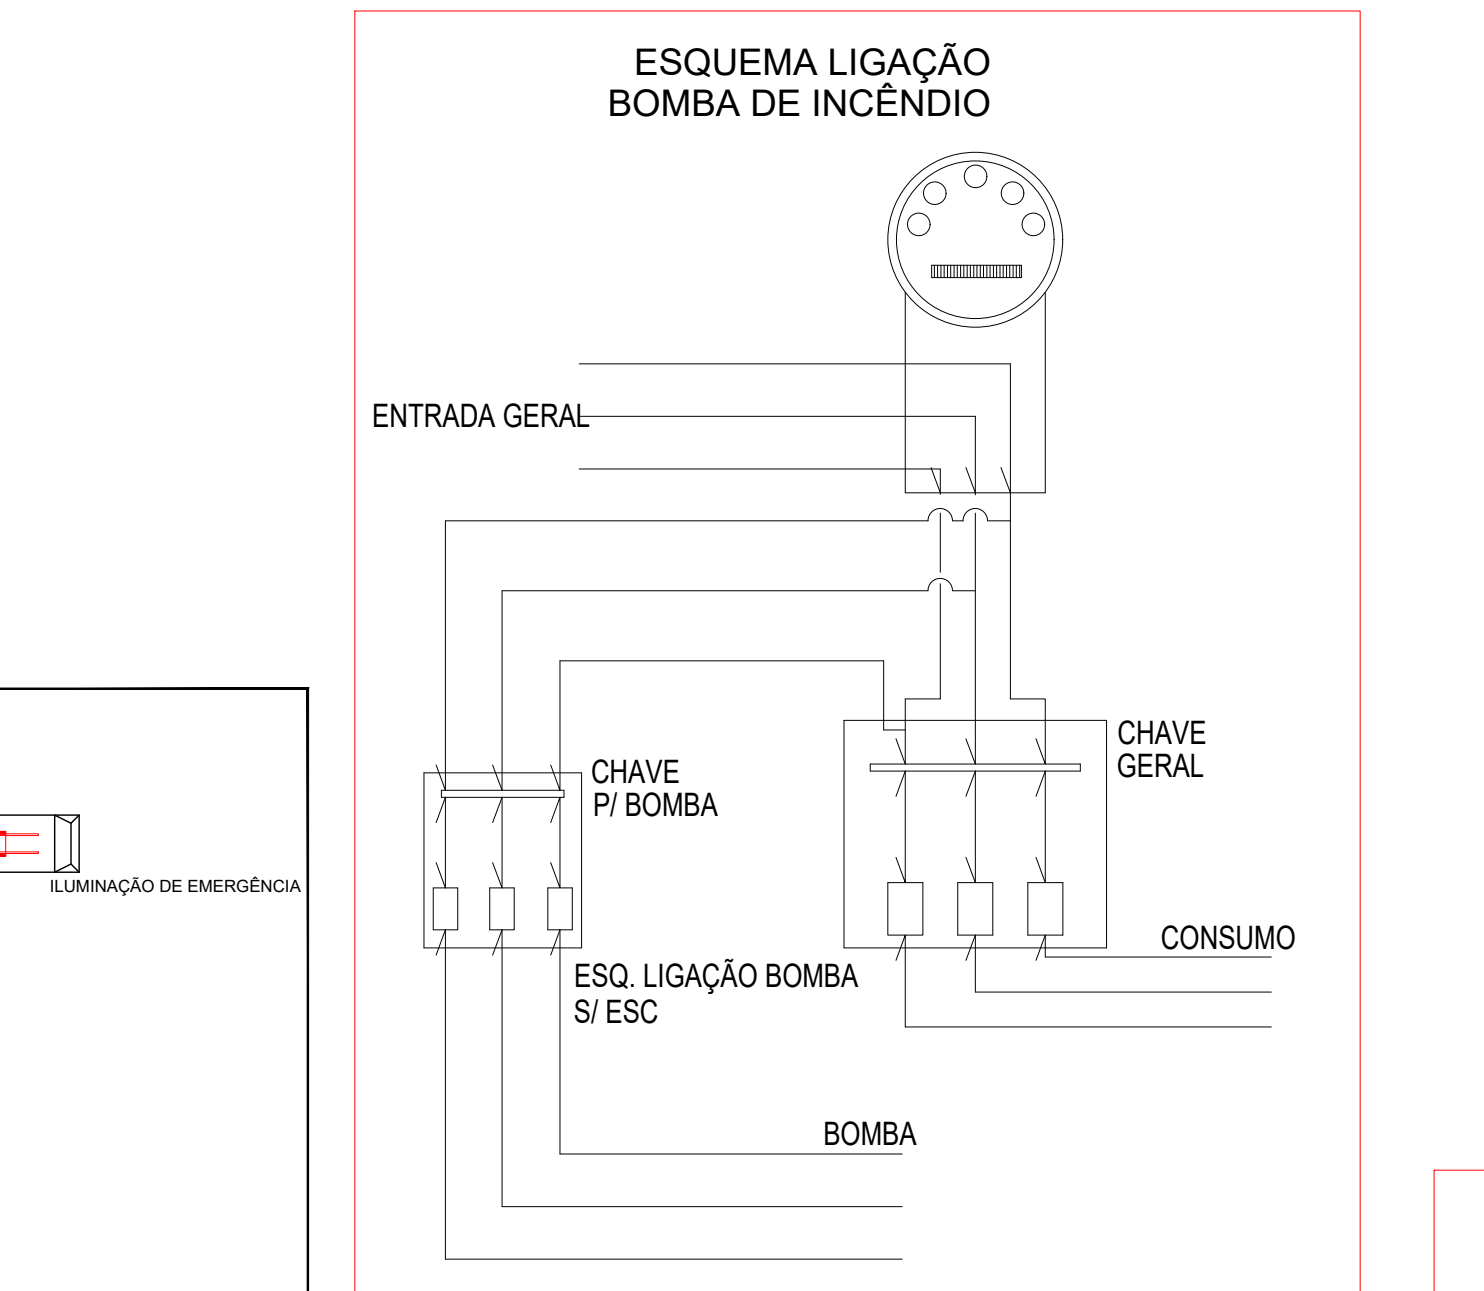 ESQUEMA LIGAÇÃO
BOMBA DE INCÊNDIO
ENTRADA GERAL
CHAVE
GERAL
CHAVE
P/ BOMBA
ILUMINAÇÃO DE EMERGÊNCIA
CONSUMO
ESQ. LIGAÇÃO BOMBA
S/ ESC
BOMBA